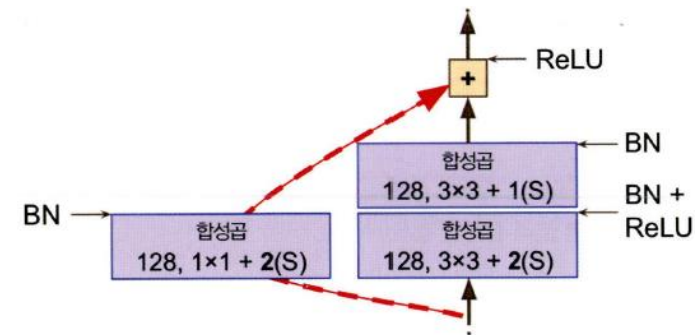 +
ReLU
합성곱
128, 3×3 + 1(S)
BN
BN
합성곱
128, 1×1 + 2(S)
합성곱
128, 3×3 + 2(S)
BN +
ReLU